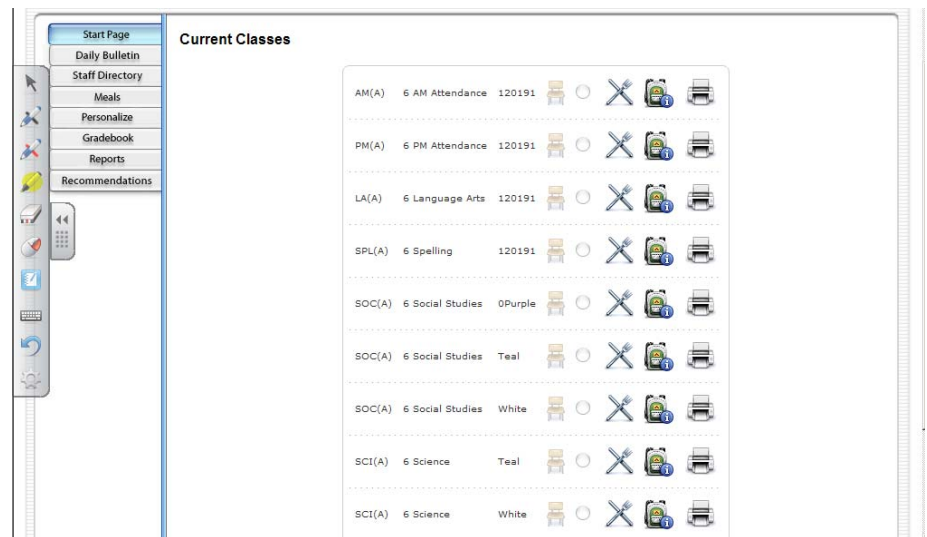 Start Page
Daily Bulletin
Staff Directory
Meals
Personalize
Gradebook
Reports
Recommendations
Current Classes
AM(A) 6 AM Attendance 120191
PM(A) 6 PM Attendance 120191
LA(A) 6 Language Arts 120191
SPL(A) 6 Spelling 120191
SOC(A) 6 Social Studies 0Purple
SOC(A) 6 Social Studies Teal
SOC(A) 6 Social Studies White
SCI(A) 6 Science Teal
SCI(A) 6 Science White